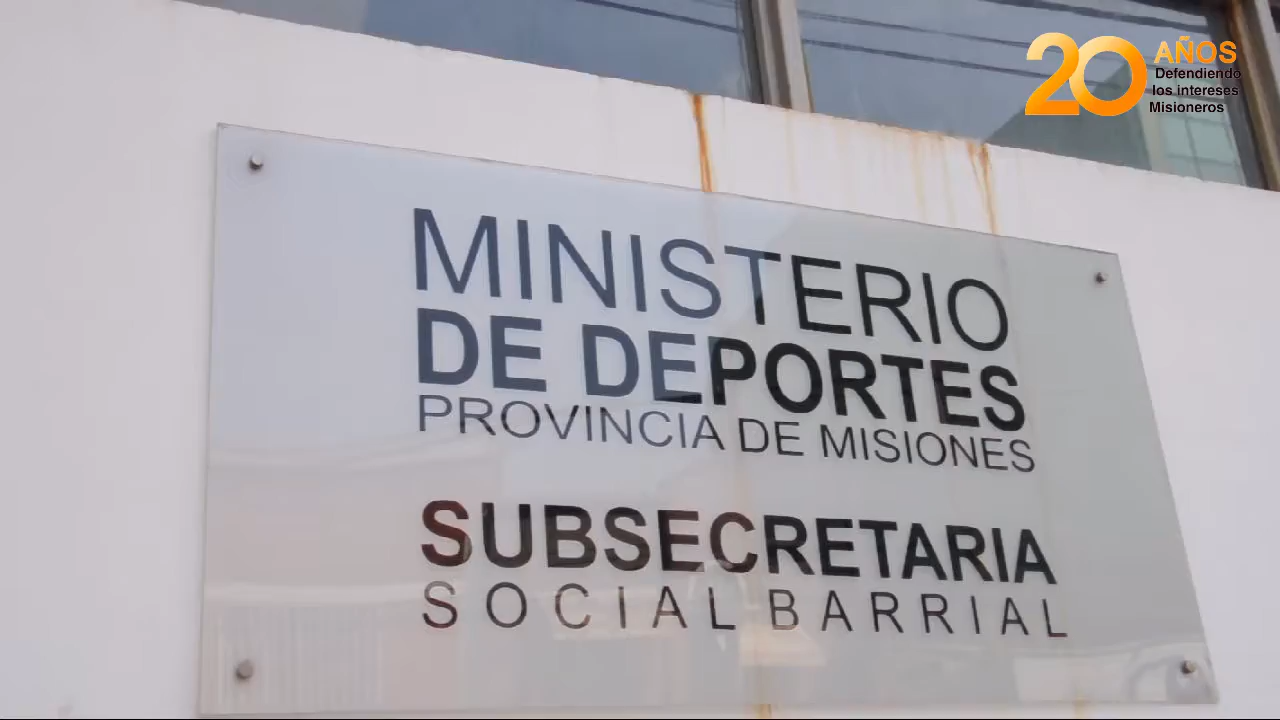 20 AÑOS
Defendiendo
los intereses
Misioneros
MINISTERIO
DE DEPORTES
PROVINCIA DE MISIONES
SUBSECRETARIA
SOCIAL BARRIAL